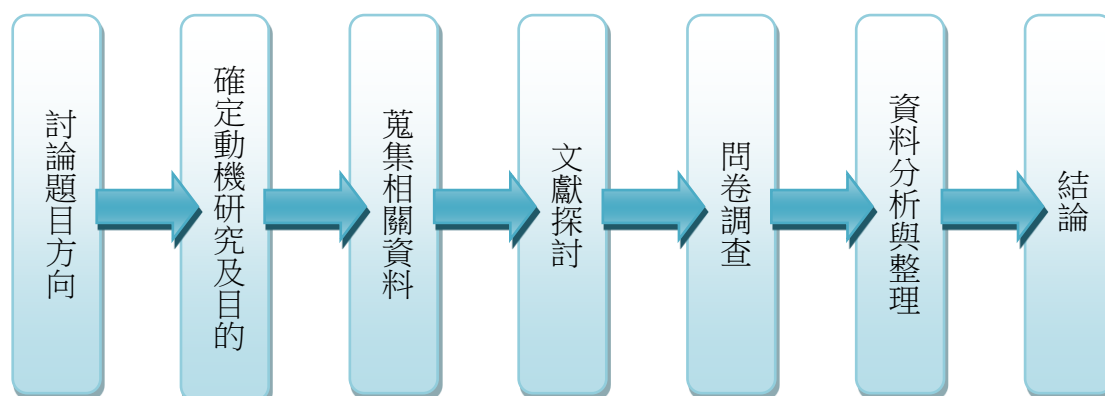 討論題目方向
確定動機研究及目的
蒐集相關資料
文獻探討
問卷調查
資料分析與整理
結論